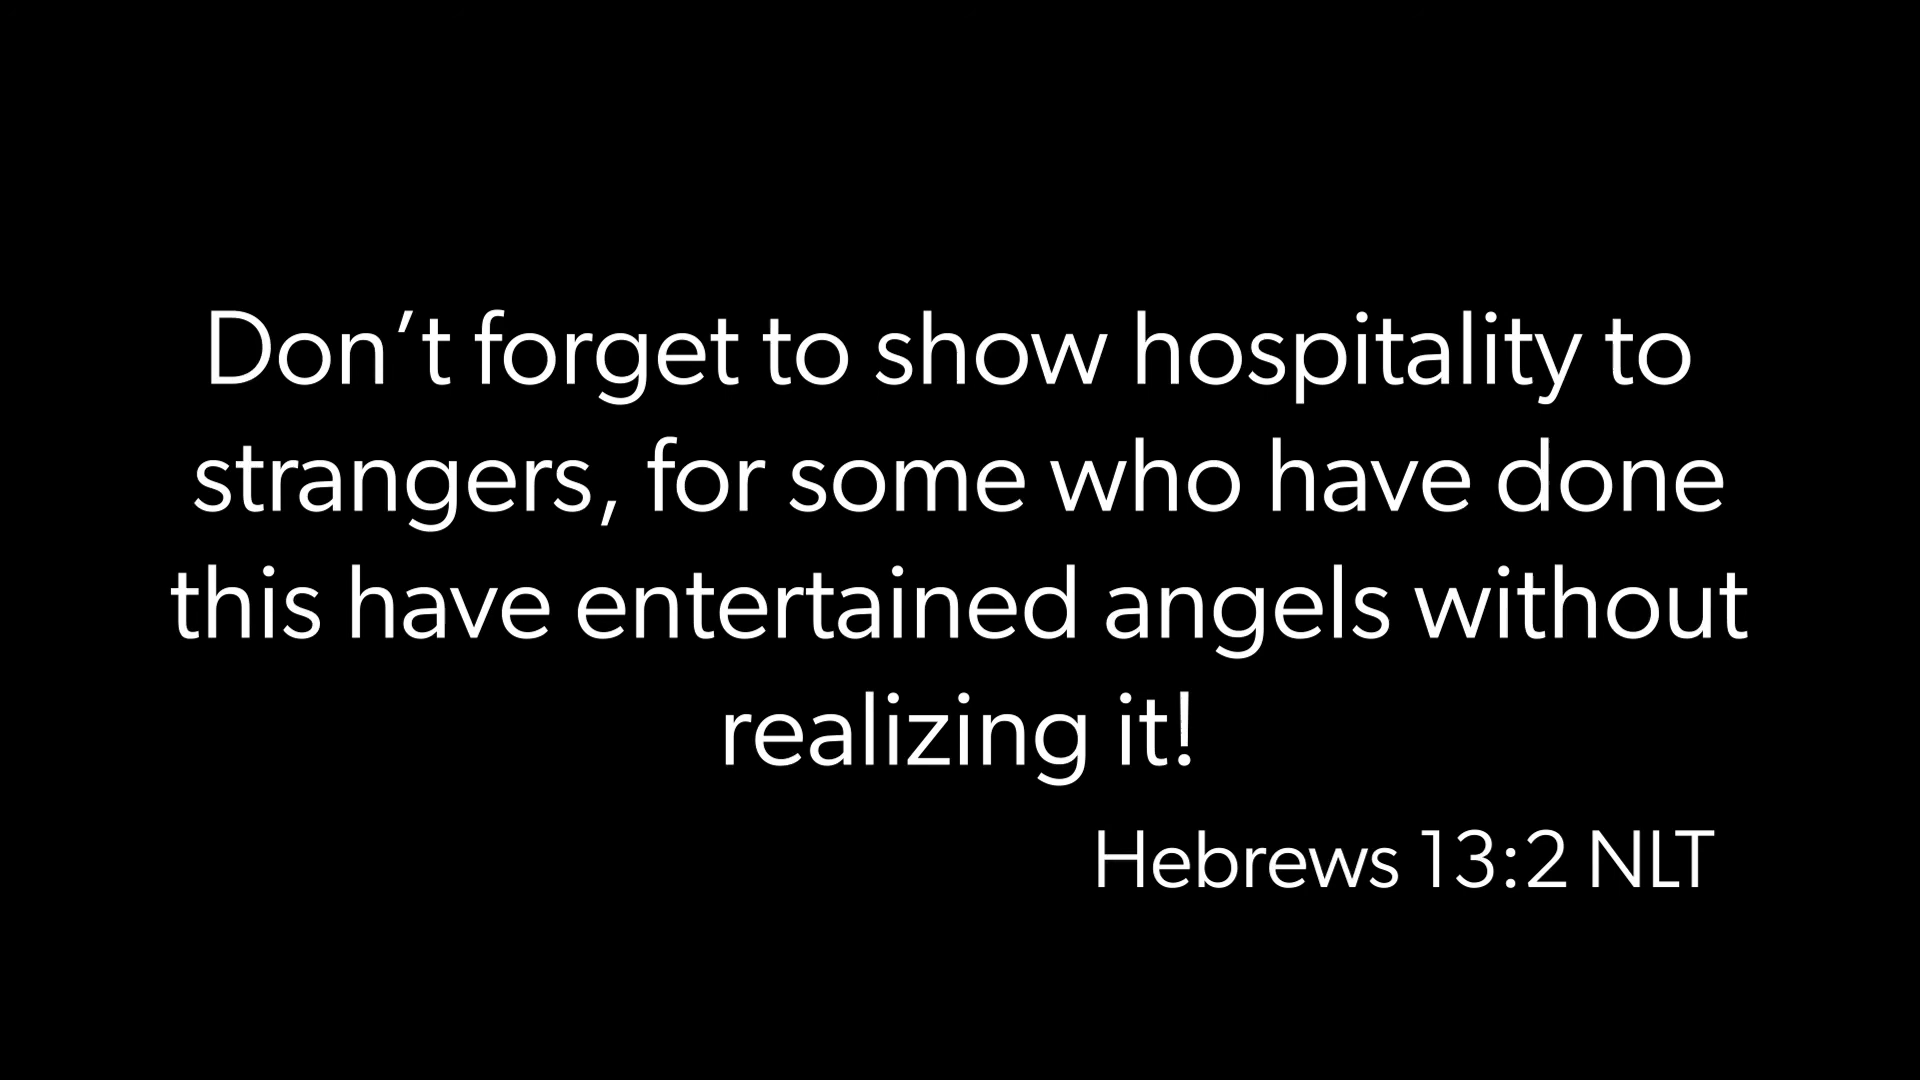 Don’t forget to show hospitality to
strangers, for some who have done
this have entertained angels without
realizing it!
Hebrews 13:2 NLT